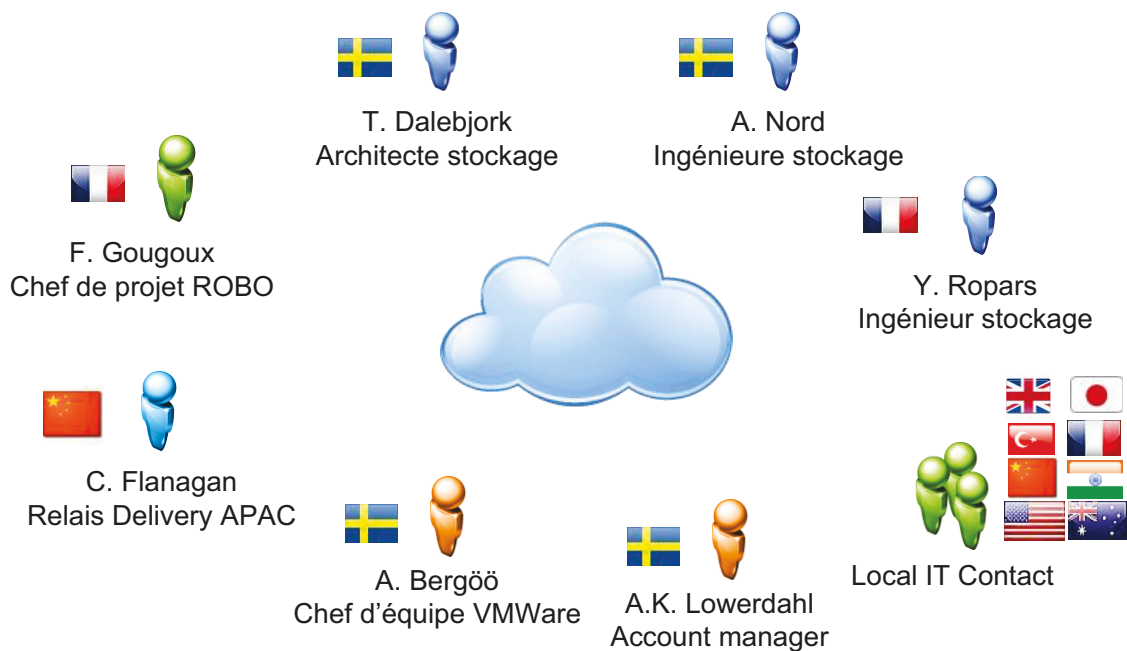 T. Dalebjork
Architecte stockage
A. Nord
Ingénieure stockage
F. Gougoux
Chef de projet ROBO
Y. Ropars
Ingénieur stockage
C. Flanagan
Relais Delivery APAC
A. Bergöö
Chef d’équipe VMWare
A.K. Lowerdahl
Account manager
Local IT Contact